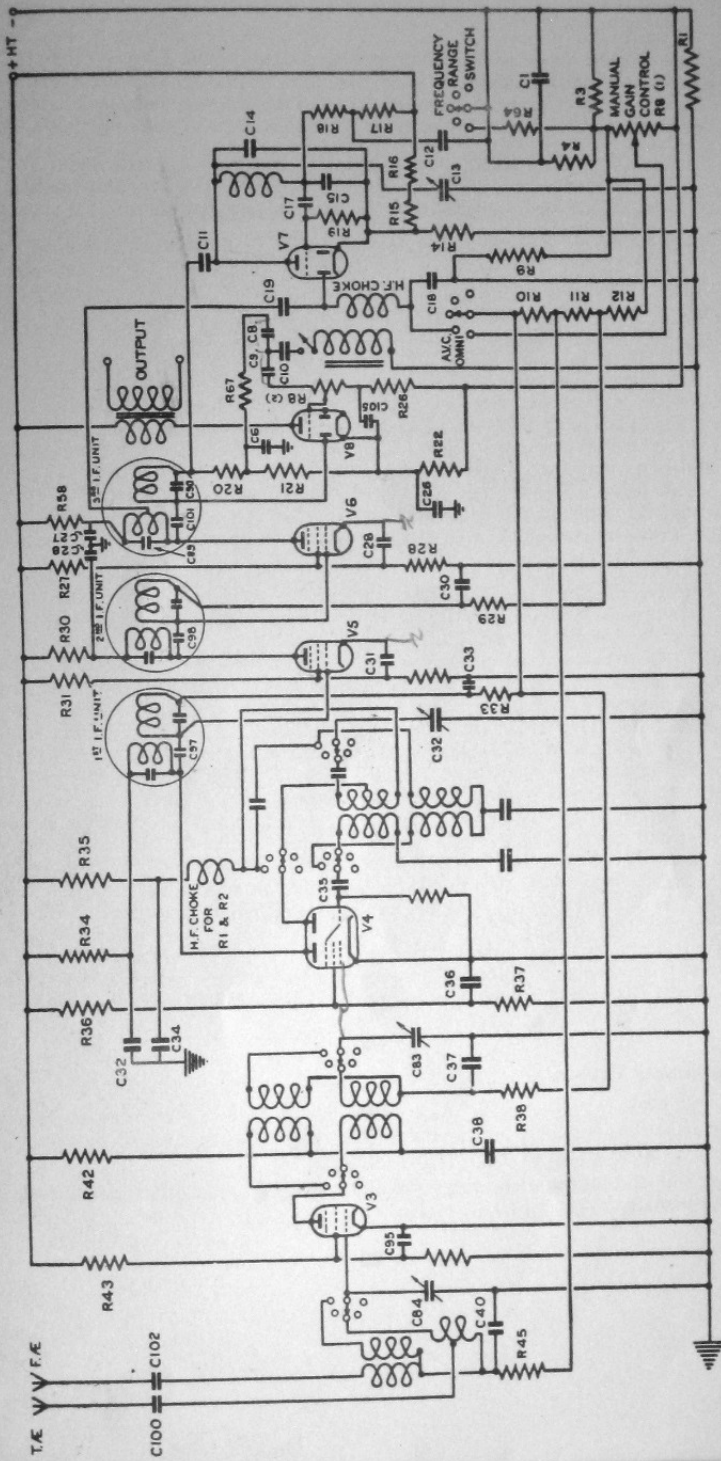 T.Æ
F.Æ
C100
C102
C84
C40
R45
R43
V3
C95
R42
C38
C83
C37
R38
R36
R34
R35
C32
C34
H.F. CHOKE
FOR
R1 & R2
V4
C35
C36
R37
1ST I.F. UNIT
C97
C32
R31
R30
V5
C31
C33
R33
2ND I.F. UNIT
C98
R27
R58
C28
C27
V6
C28
R28
C30
R29
3RD I.F. UNIT
C89
C101
C90
OUTPUT
R20
R21
C6
R67
V8
C26
R22
R8 (2)
C105
R26
C9
C8
C10
C19
H.F. CHOKE
C11
V7
C17
R19
C15
C14
R18
R17
R16
R15
R14
C12
C13
C18
R9
A.V.C.
OMNI
R10
R11
R12
FREQUENCY
RANGE
SWITCH
R64
C1
R4
R3
MANUAL
GAIN
CONTROL
R8 (1)
R1
+ HT -